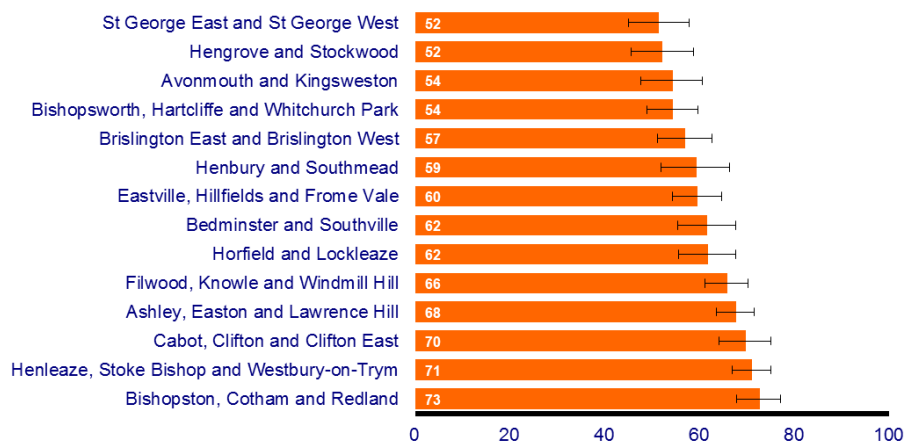 St George East and St George West 52
Hengrove and Stockwood 52
Avonmouth and Kingsweston 54
Bishopsworth, Hartcliffe and Whitchurch Park 54
Brislington East and Brislington West 57
Henbury and Southmead 59
Eastville, Hillfields and Frome Vale 60
Bedminster and Southville 62
Horfield and Lockleaze 62
Filwood, Knowle and Windmill Hill 66
Ashley, Easton and Lawrence Hill 68
Cabot, Clifton and Clifton East 70
Henleaze, Stoke Bishop and Westbury-on-Trym 71
Bishopston, Cotham and Redland 73
0 20 40 60 80 100